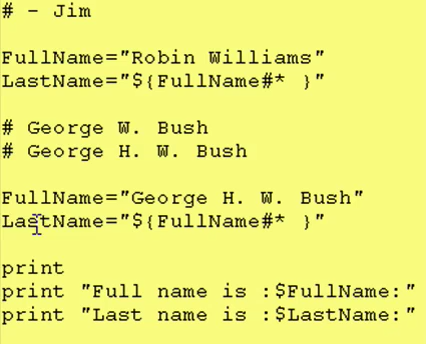 # - Jim
FullName="Robin Williams"
LastName="${FullName#* }"
# George W. Bush
# George H. W. Bush
FullName="George H. W. Bush"
LastName="${FullName#* }"
print
print "Full name is :$FullName:"
print "Last name is :$LastName:"